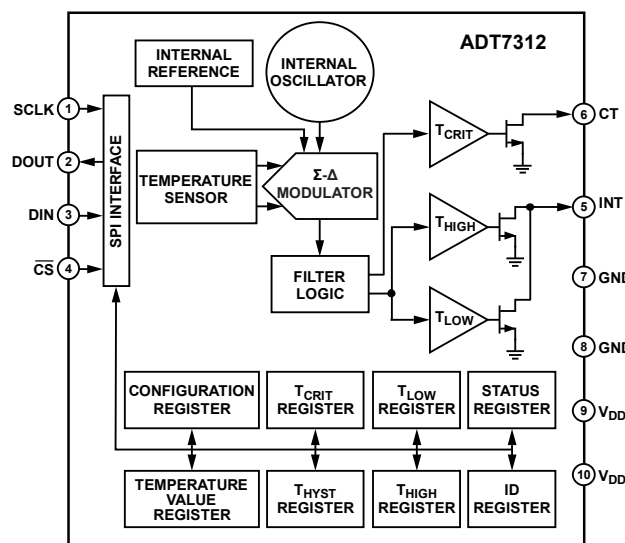 ADT7312
INTERNAL
REFERENCE
INTERNAL
OSCILLATOR
SCLK
1
DOUT
2
DIN
3
CS
4
SPI INTERFACE
TEMPERATURE
SENSOR
Σ-Δ
MODULATOR
FILTER
LOGIC
TCRIT
THIGH
TLOW
6
CT
5
INT
7
GND
8
GND
9
VDD
10
VDD
CONFIGURATION
REGISTER
TCRIT
REGISTER
TLOW
REGISTER
STATUS
REGISTER
TEMPERATURE
VALUE
REGISTER
THYST
REGISTER
THIGH
REGISTER
ID
REGISTER